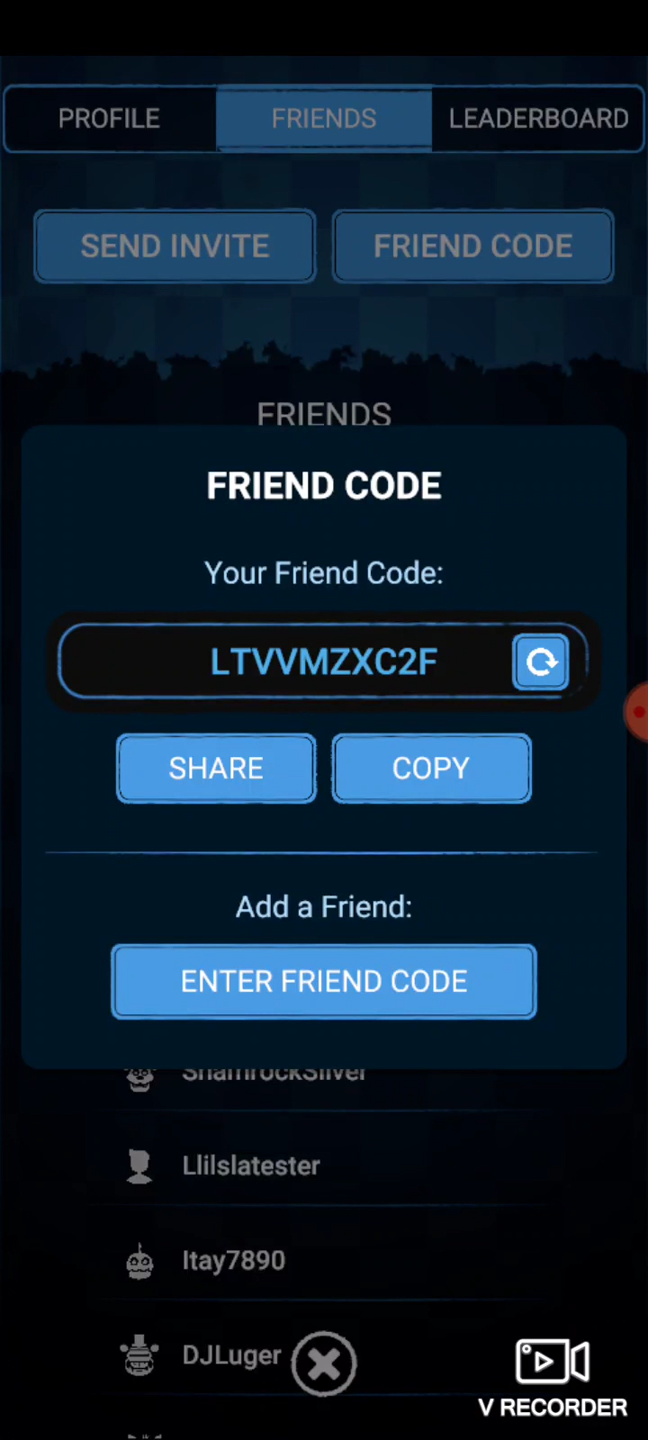 PROFILE
FRIENDS
LEADERBOARD
SEND INVITE
FRIEND CODE
FRIENDS
FRIEND CODE
Your Friend Code:
LTVVMZXC2F
SHARE
COPY
Add a Friend:
ENTER FRIEND CODE
ShamrockSilver
Llilslatester
Itay7890
DJLuger
V RECORDER